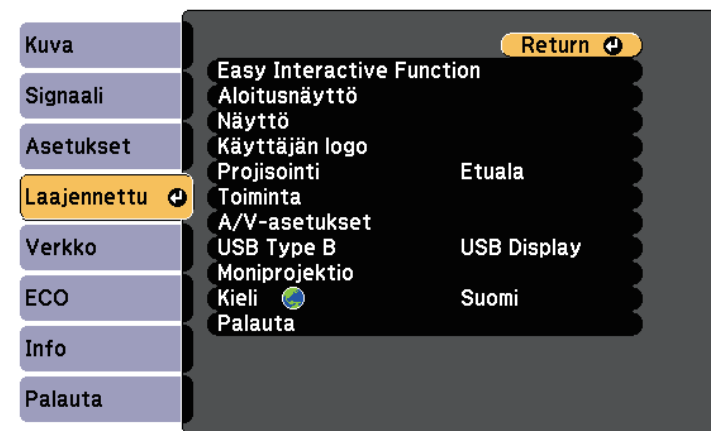 Kuva
Signaali
Asetukset
Laajennettu
Verkko
ECO
Info
Palauta
Return
Easy Interactive Function
Aloitusnäyttö
Näyttö
Käyttäjän logo
Projisointi Etuala
Toiminta
A/V-asetukset
USB Type B USB Display
Moniprojektio
Kieli Suomi
Palauta